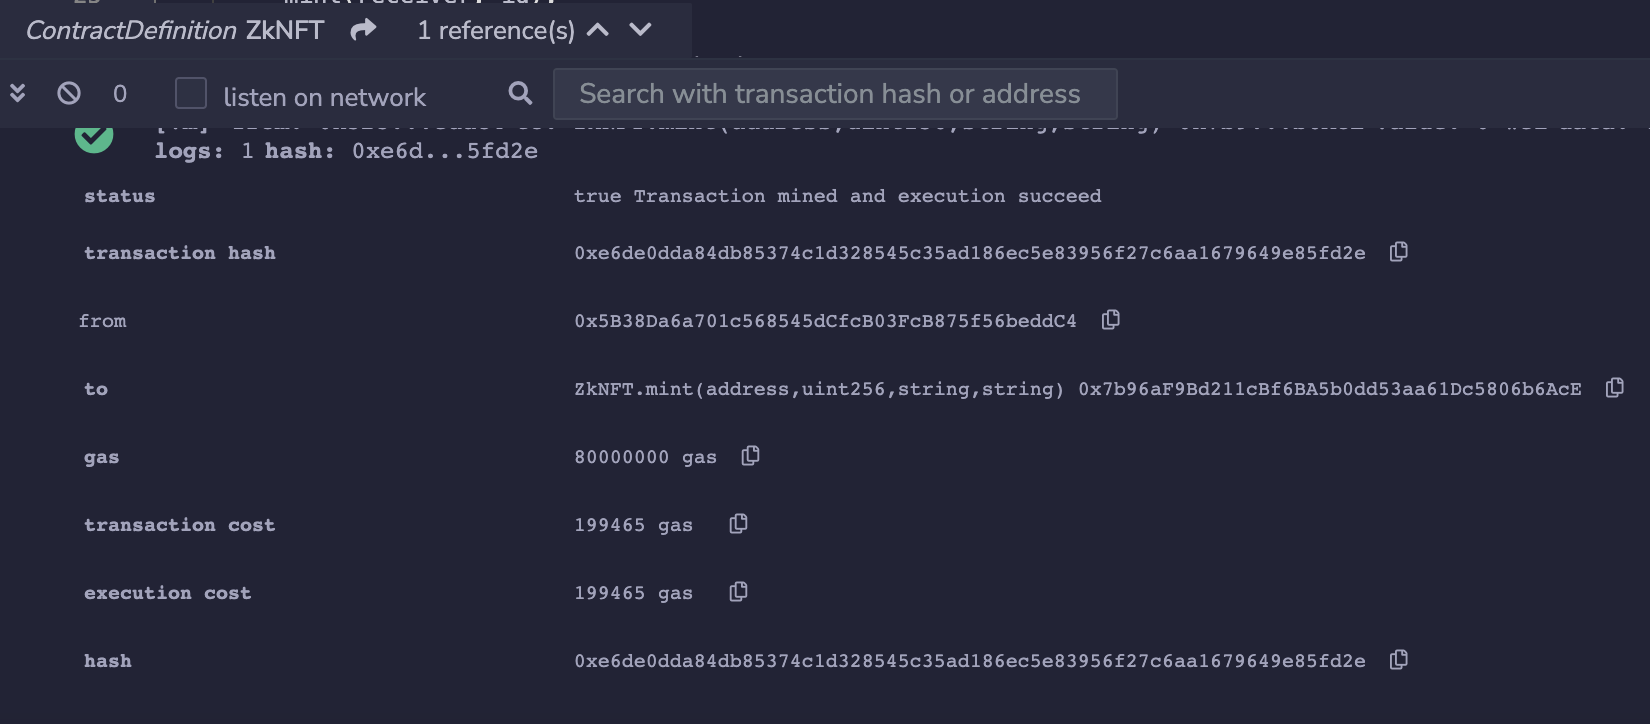 ContractDefinition ZkNFT 1 reference(s)
0 listen on network Search with transaction hash or address
logs: 1 hash: 0xe6d...5fd2e
status true Transaction mined and execution succeed
transaction hash 0xe6de0dda84db85374c1d328545c35ad186ec5e83956f27c6aa1679649e85fd2e
from 0x5B38Da6a701c568545dCfcB03FcB875f56beddC4
to ZkNFT.mint(address,uint256,string,string) 0x7b96aF9Bd211cBf6BA5b0dd53aa61Dc5806b6AcE
gas 80000000 gas
transaction cost 199465 gas
execution cost 199465 gas
hash 0xe6de0dda84db85374c1d328545c35ad186ec5e83956f27c6aa1679649e85fd2e